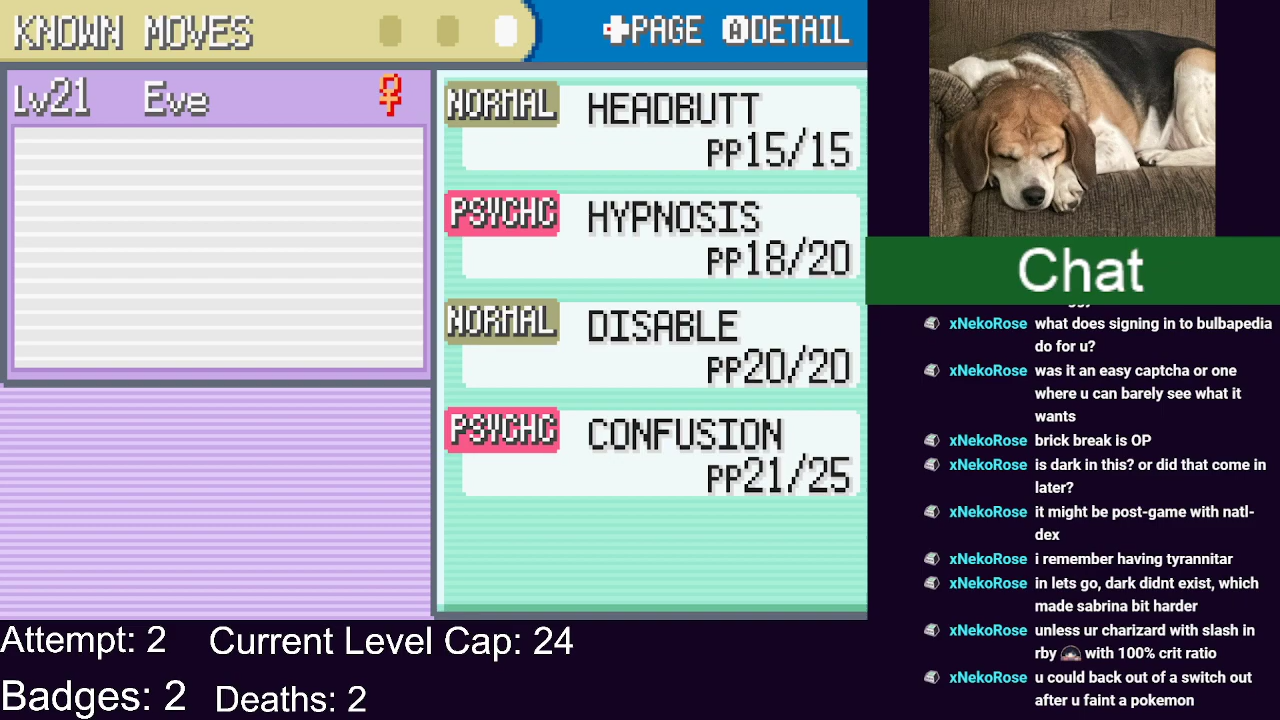 KNOWN MOVES
PAGE DETAIL
Lv21 Eve
NORMAL HEADBUTT
PP15/15
PSYCHC HYPNOSIS
PP18/20
NORMAL DISABLE
PP20/20
PSYCHC CONFUSION
PP21/25
Attempt: 2 Current Level Cap: 24
Badges: 2 Deaths: 2
Chat
xNekoRose what does signing in to bulbapedia
do for u?
xNekoRose was it an easy captcha or one
where u can barely see what it
wants
xNekoRose brick break is OP
xNekoRose is dark in this? or did that come in
later?
xNekoRose it might be post-game with natl-
dex
xNekoRose i remember having tyrannitar
xNekoRose in lets go, dark didnt exist, which
made sabrina bit harder
xNekoRose unless ur charizard with slash in
rby with 100% crit ratio
xNekoRose u could back out of a switch out
after u faint a pokemon